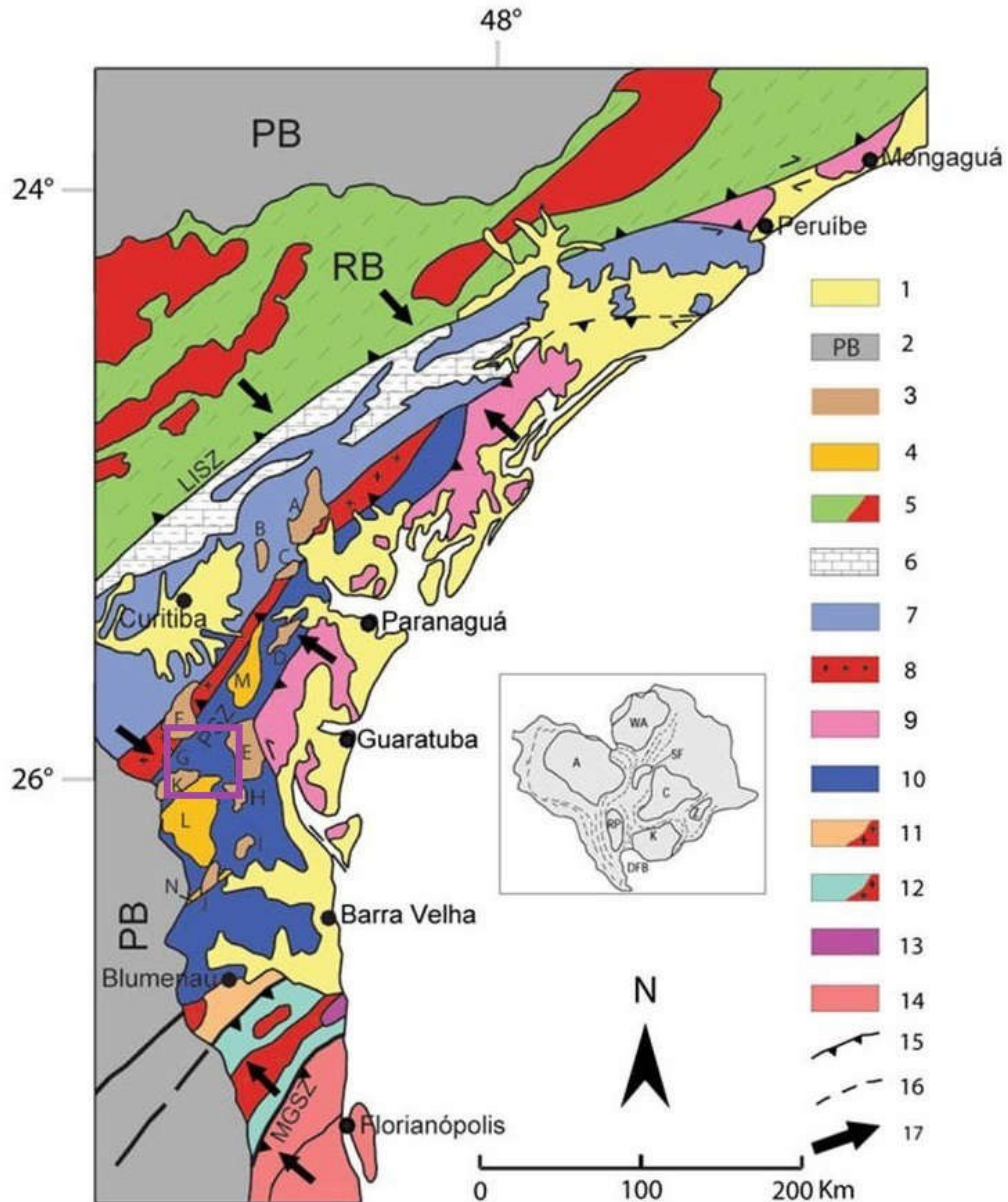 48°
PB
24°
Mongaguá
Peruíbe
RB
1
PB 2
3
4
LISZ
5
A
B
6
C
Curitiba
7
Paranaguá
D
8
M
F
PSZ
9
Guaratuba
E
G
26°
K
H
10
L
I
11
N
J
12
Barra Velha
PB
13
Blumenau
N
14
15
16
MGSZ
Florianópolis
17
0 100 200 Km
WA
A
SF
C
RP
K
DFB